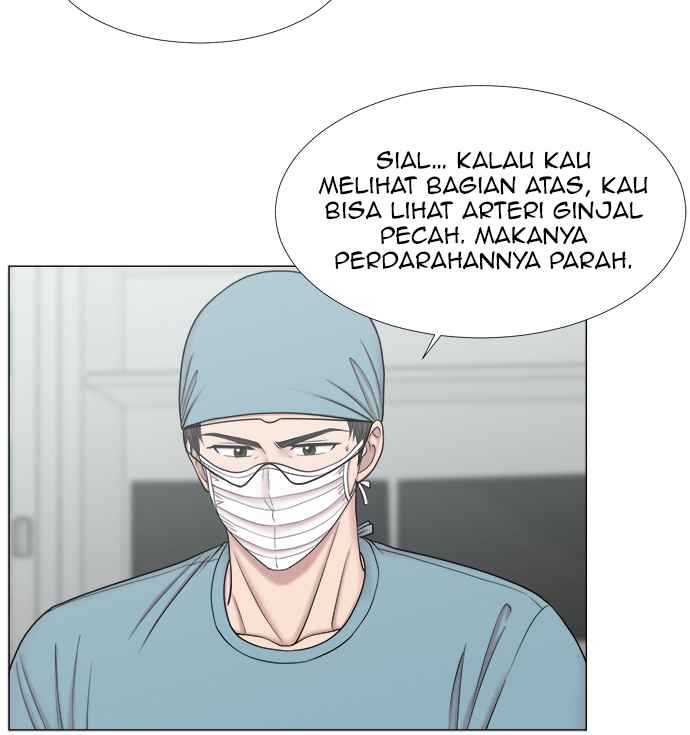 SIAL... KALAU KAU
MELIHAT BAGIAN ATAS, KAU
BISA LIHAT ARTERI GINJAL
PECAH. MAKANYA
PERDARAHANNYA PARAH.